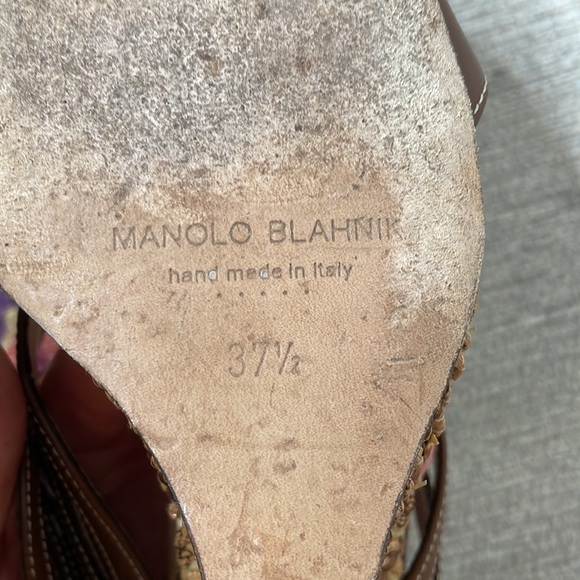 MANOLO BLAHNIK
hand made in Italy
37½